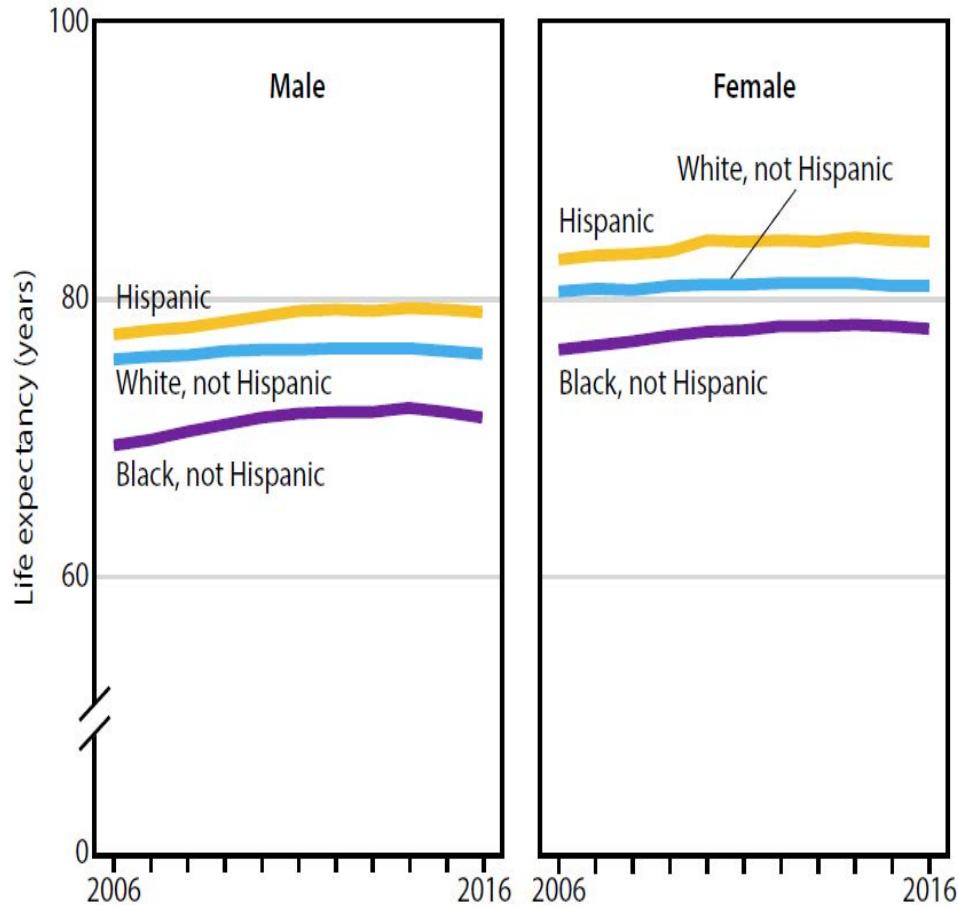 Life expectancy (years)
100
80
60
0
Male
Hispanic
White, not Hispanic
Black, not Hispanic
2006
2016
Female
White, not Hispanic
Hispanic
Black, not Hispanic
2006
2016